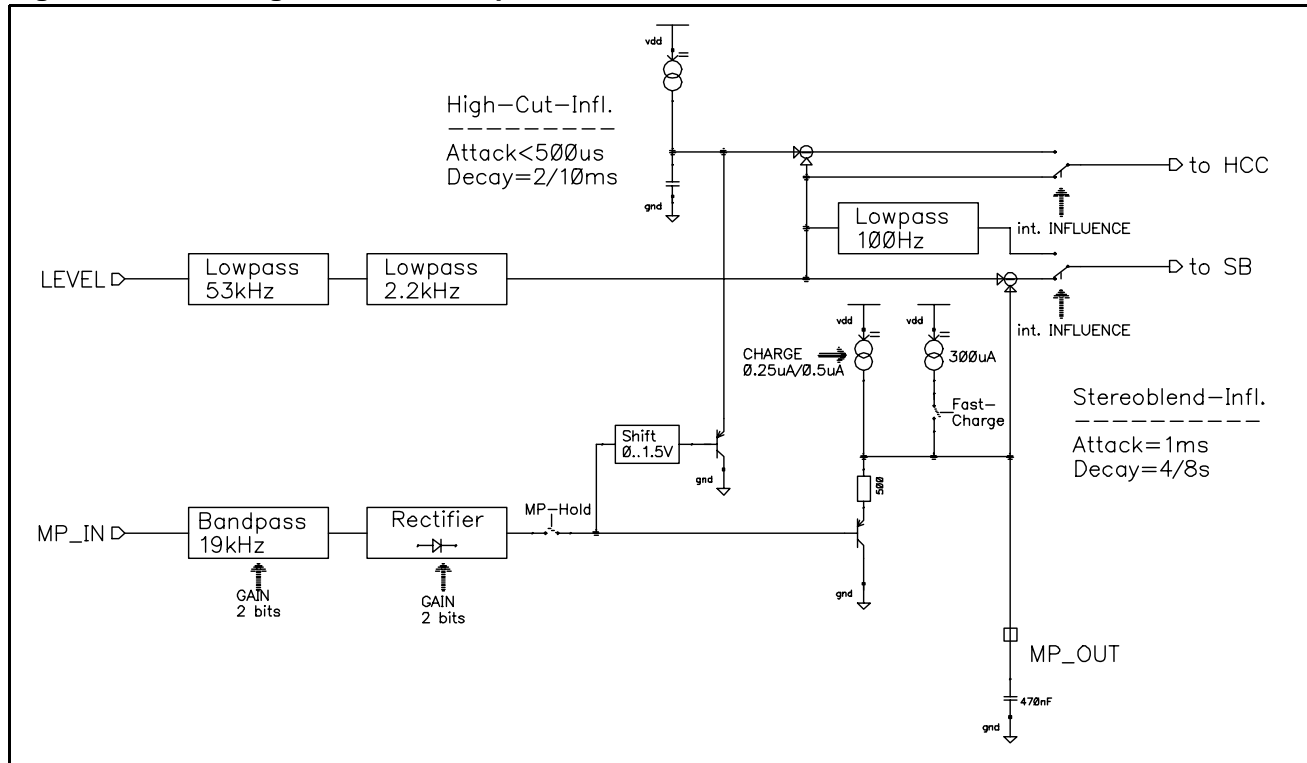 vdd
High-Cut-Infl.
Attack<500us
Decay=2/10ms
gnd
to HCC
int. INFLUENCE
Lowpass
100Hz
LEVEL
Lowpass
53kHz
Lowpass
2.2kHz
to SB
int. INFLUENCE
vdd
vdd
CHARGE
0.25uA/0.5uA
300uA
Fast-
Charge
Stereoblend-Infl.
Attack=1ms
Decay=4/8s
Shift
0..1.5V
gnd
500
MP-Hold
MP_IN
Bandpass
19kHz
Rectifier
GAIN
2 bits
GAIN
2 bits
gnd
MP_OUT
470nF
gnd